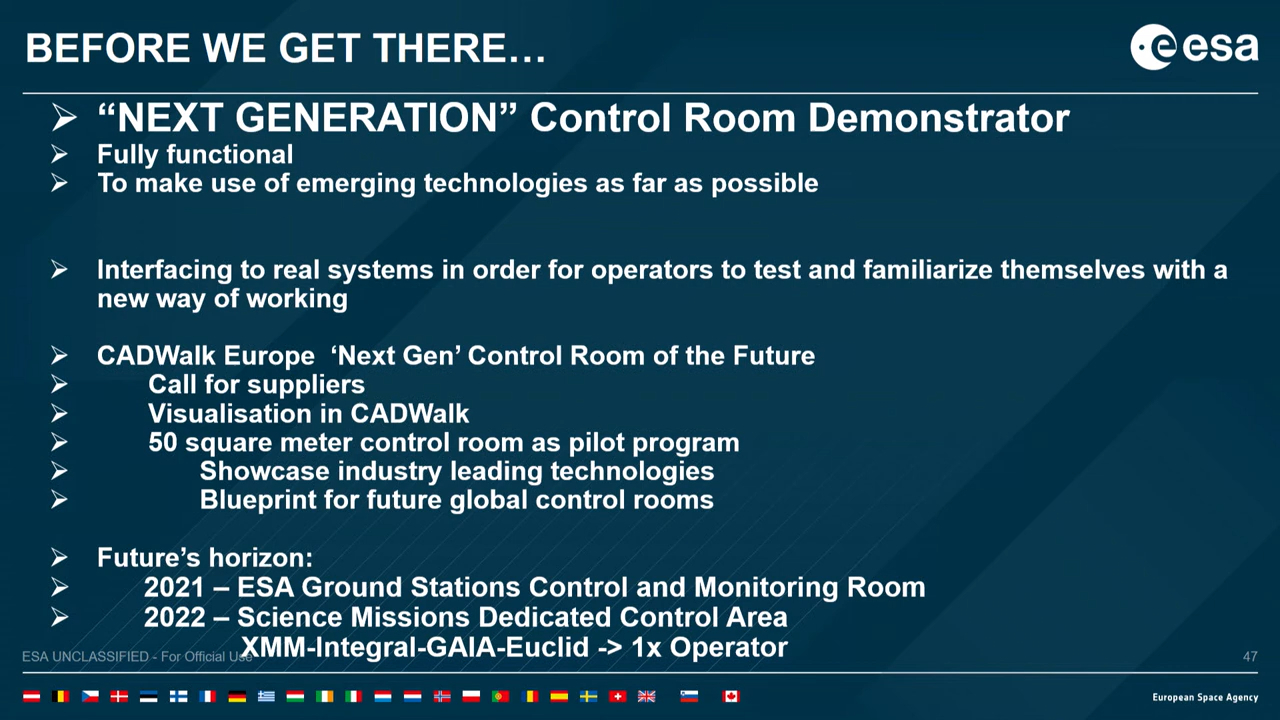 BEFORE WE GET THERE…
esa
➢ “NEXT GENERATION” Control Room Demonstrator
➢ Fully functional
➢ To make use of emerging technologies as far as possible
➢ Interfacing to real systems in order for operators to test and familiarize themselves with a
new way of working
➢ CADWalk Europe ‘Next Gen’ Control Room of the Future
➢ Call for suppliers
➢ Visualisation in CADWalk
➢ 50 square meter control room as pilot program
➢ Showcase industry leading technologies
➢ Blueprint for future global control rooms
➢ Future’s horizon:
➢ 2021 – ESA Ground Stations Control and Monitoring Room
➢ 2022 – Science Missions Dedicated Control Area
XMM-Integral-GAIA-Euclid -> 1x Operator
ESA UNCLASSIFIED - For Official Use
47
European Space Agency